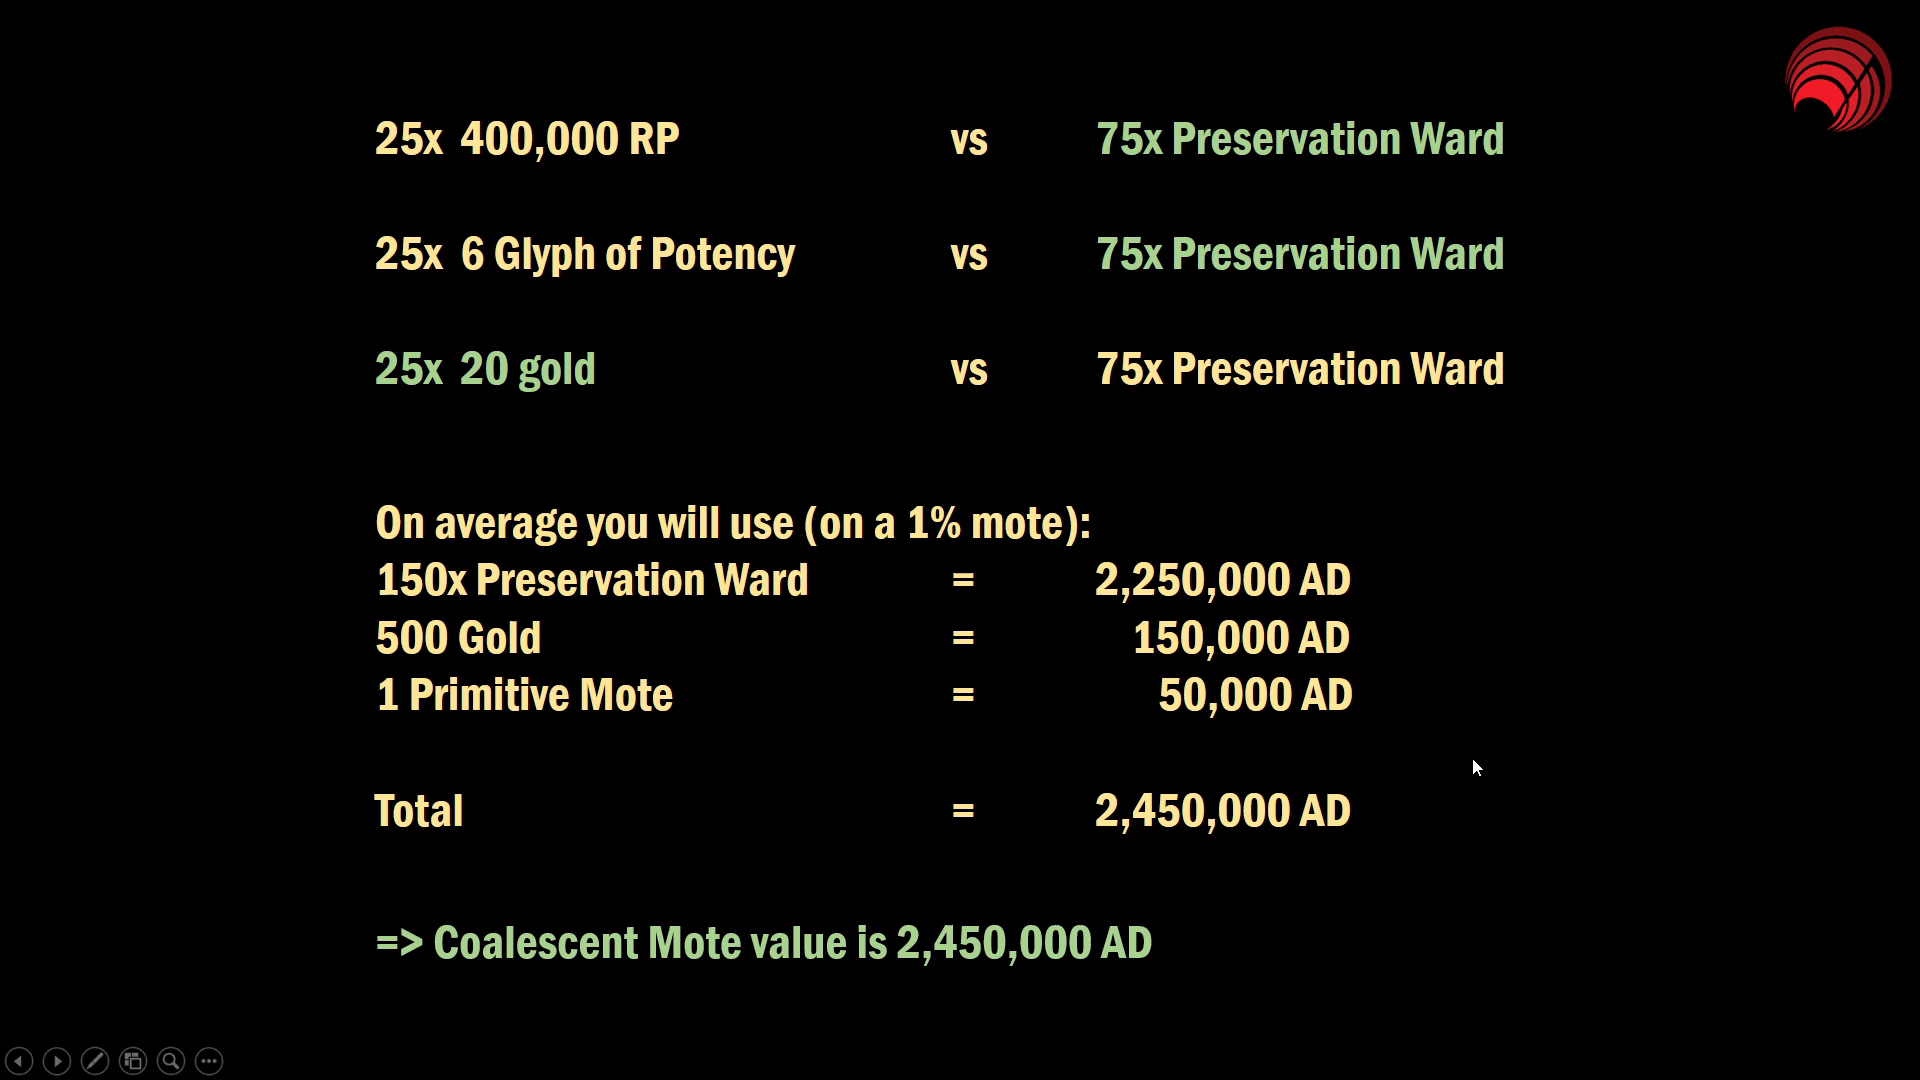 25x 400,000 RP vs 75x Preservation Ward
25x 6 Glyph of Potency vs 75x Preservation Ward
25x 20 gold vs 75x Preservation Ward
On average you will use (on a 1% mote):
150x Preservation Ward = 2,250,000 AD
500 Gold = 150,000 AD
1 Primitive Mote = 50,000 AD
Total = 2,450,000 AD
=> Coalescent Mote value is 2,450,000 AD